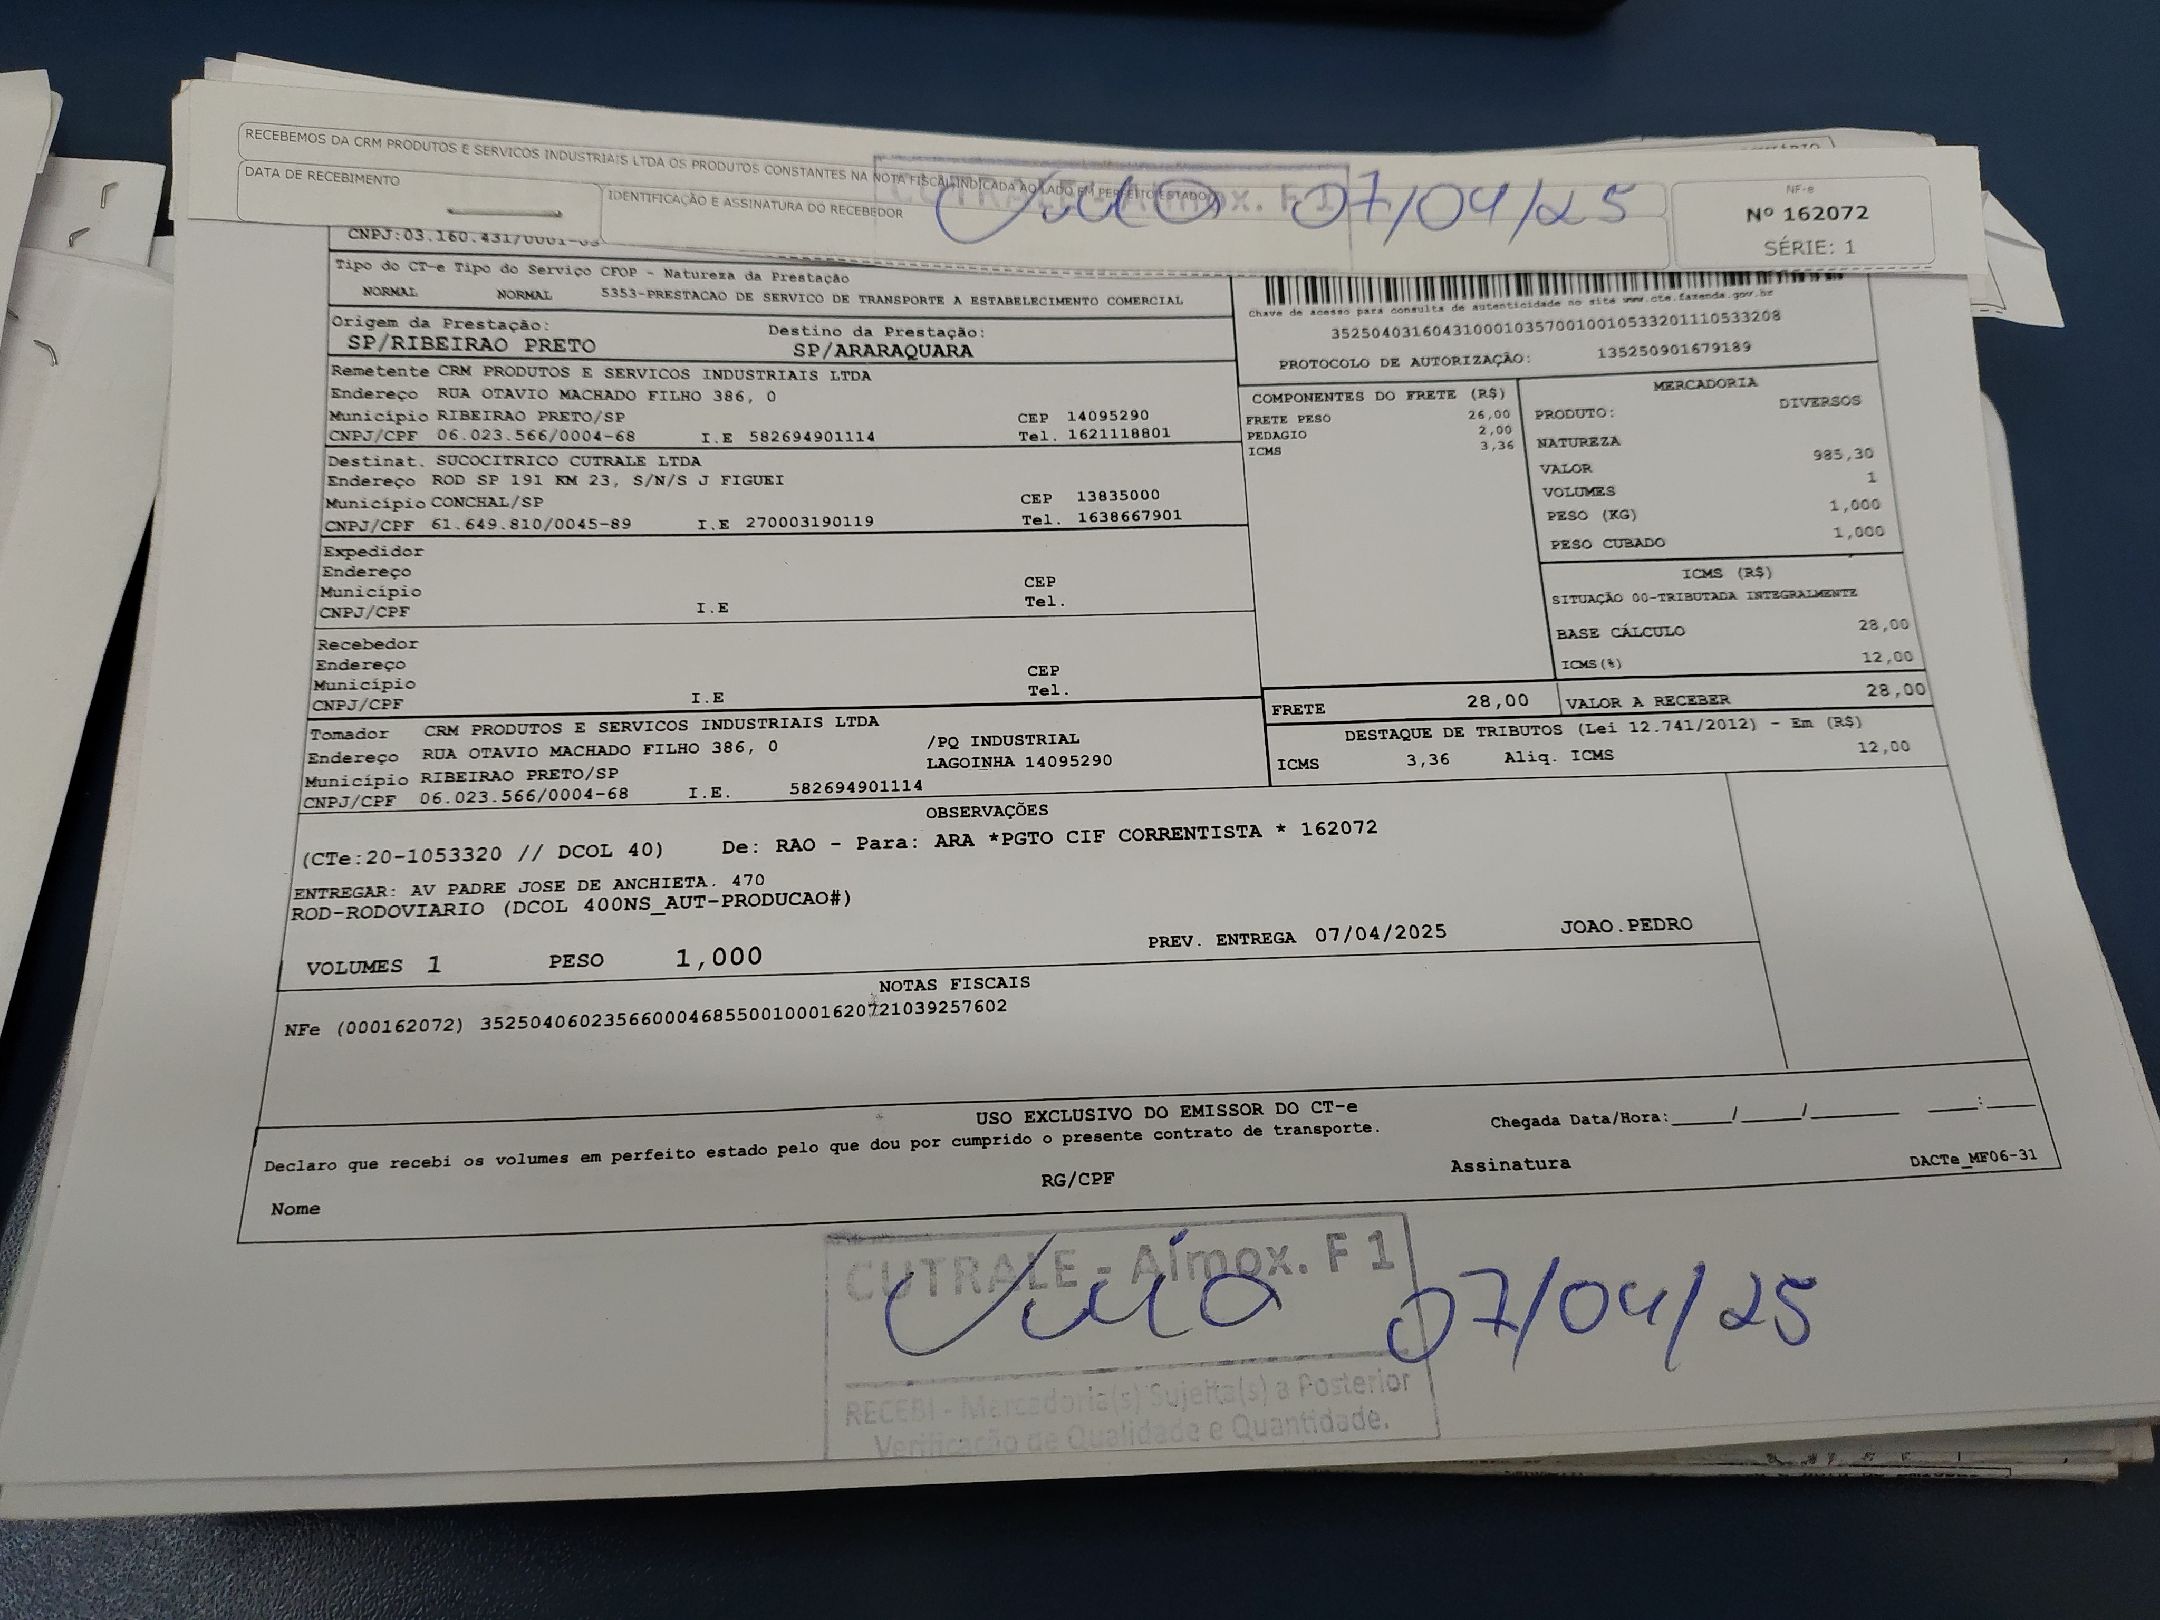 RECEBEMOS DA CRM PRODUTOS E SERVICOS INDUSTRIAIS LTDA OS PRODUTOS CONSTANTES NA NOTA FISCAL INDICADA AO LADO EM PERFEITO ESTADO
DATA DE RECEBIMENTO
IDENTIFICAÇÃO E ASSINATURA DO RECEBEDOR
CUTRALE - Almox. F 1
07/04/25
NF-e
Nº 162072
SÉRIE: 1
CNPJ:03.160.431/0001-03
Tipo do CT-e Tipo do Serviço CFOP - Natureza da Prestação
NORMAL NORMAL 5353-PRESTACAO DE SERVICO DE TRANSPORTE A ESTABELECIMENTO COMERCIAL
Chave de acesso para consulta de autenticidade no site www.cte.fazenda.gov.br
35250403160431000103570010010533201110533208
PROTOCOLO DE AUTORIZAÇÃO: 135250901679189
Origem da Prestação: Destino da Prestação:
SP/RIBEIRAO PRETO SP/ARARAQUARA
Remetente CRM PRODUTOS E SERVICOS INDUSTRIAIS LTDA
Endereço RUA OTAVIO MACHADO FILHO 386, 0
Município RIBEIRAO PRETO/SP CEP 14095290
CNPJ/CPF 06.023.566/0004-68 I.E 582694901114 Tel. 1621118801
Destinat. SUCOCITRICO CUTRALE LTDA
Endereço ROD SP 191 KM 23, S/N/S J FIGUEI
Município CONCHAL/SP CEP 13835000
CNPJ/CPF 61.649.810/0045-89 I.E 270003190119 Tel. 1638667901
Expedidor
Endereço
Município CEP
CNPJ/CPF I.E Tel.
Recebedor
Endereço
Município CEP
CNPJ/CPF I.E Tel.
Tomador CRM PRODUTOS E SERVICOS INDUSTRIAIS LTDA
Endereço RUA OTAVIO MACHADO FILHO 386, 0 /PQ INDUSTRIAL
LAGOINHA 14095290
Município RIBEIRAO PRETO/SP
CNPJ/CPF 06.023.566/0004-68 I.E. 582694901114
COMPONENTES DO FRETE (R$)
FRETE PESO 26,00
PEDAGIO 2,00
ICMS 3,36
MERCADORIA
PRODUTO: DIVERSOS
NATUREZA
VALOR 985,30
VOLUMES 1
PESO (KG) 1,000
PESO CUBADO 1,000
ICMS (R$)
SITUAÇÃO 00-TRIBUTADA INTEGRALMENTE
BASE CÁLCULO 28,00
ICMS(%) 12,00
FRETE 28,00 VALOR A RECEBER 28,00
DESTAQUE DE TRIBUTOS (Lei 12.741/2012) - Em (R$)
ICMS 3,36 Aliq. ICMS 12,00
OBSERVAÇÕES
(CTe:20-1053320 // DCOL 40) De: RAO - Para: ARA *PGTO CIF CORRENTISTA * 162072
ENTREGAR: AV PADRE JOSE DE ANCHIETA. 470
ROD-RODOVIARIO (DCOL 400NS_AUT-PRODUCAO#)
VOLUMES 1 PESO 1,000 PREV. ENTREGA 07/04/2025 JOAO.PEDRO
NOTAS FISCAIS
NFe (000162072) 35250406023566000468550010001620721039257602
USO EXCLUSIVO DO EMISSOR DO CT-e
Declaro que recebi os volumes em perfeito estado pelo que dou por cumprido o presente contrato de transporte.
Chegada Data/Hora:____/____/______ ___:___
Nome RG/CPF Assinatura DACTe_MF06-31
CUTRALE - Almox. F 1
07/04/25
RECEBI - Mercadoria(s) Sujeita(s) a Posterior
Verificação de Qualidade e Quantidade.